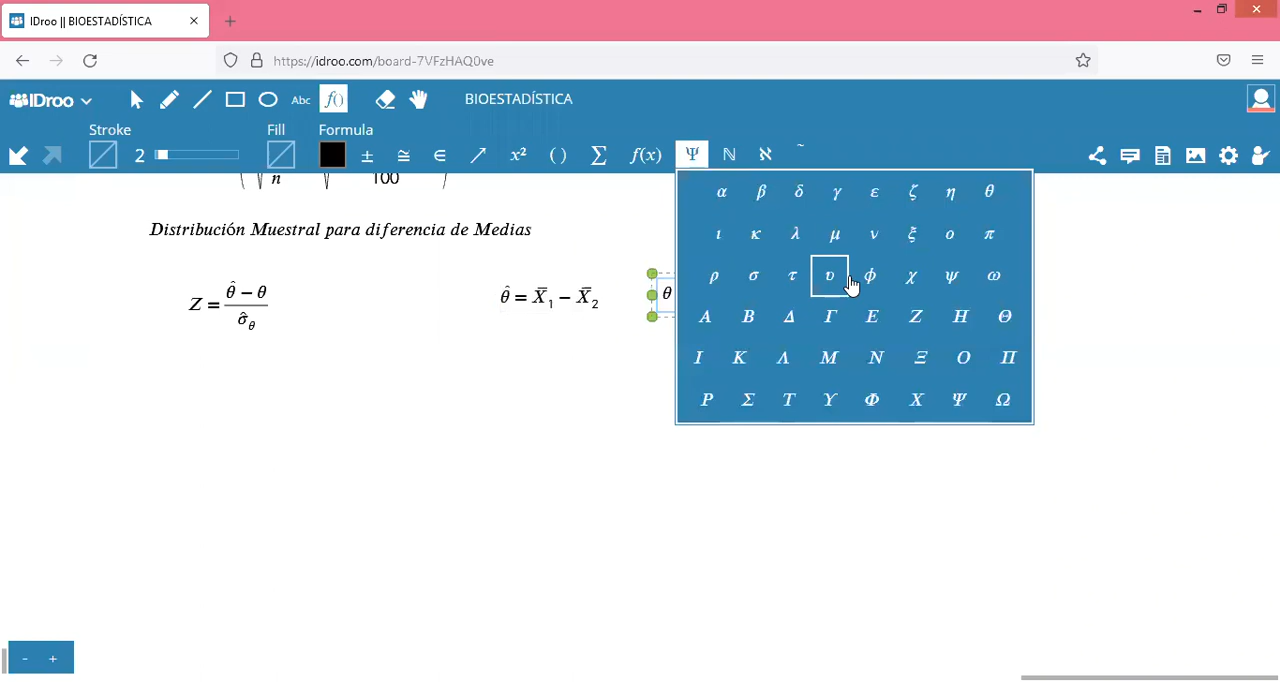 IDroo || BIOESTADÍSTICA
https://idroo.com/board-7VFzHAQ0ve
IDroo
Abc
f()
BIOESTADÍSTICA
Stroke
Fill
Formula
2
± ≅ ∈ x² ( ) Σ f(x) Ψ ℕ ℵ ~
n
100
Distribución Muestral para diferencia de Medias
Z = (θ̂ − θ) / σ̂_θ
θ̂ = X̄₁ − X̄₂
θ
α β δ γ ε ζ η θ
ι κ λ μ ν ξ ο π
ρ σ τ υ ϕ χ ψ ω
Α Β Δ Γ Ε Ζ Η Θ
Ι Κ Λ Μ Ν Ξ Ο Π
Ρ Σ Τ Υ Φ Χ Ψ Ω
- +